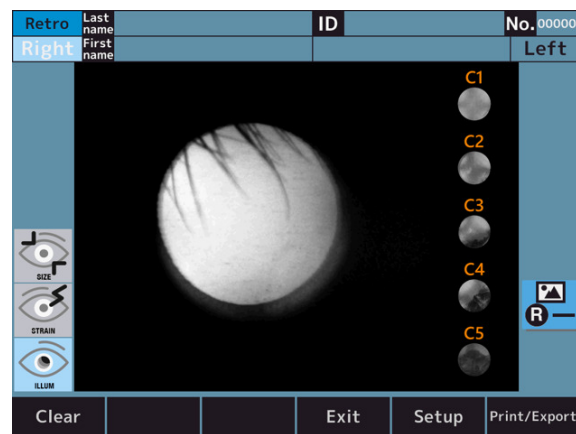 Retro Last name ID No. 00000
Right First name Left
C1
C2
C3
C4
C5
SIZE
STRAIN
ILLUM
R
Clear Exit Setup Print/Export